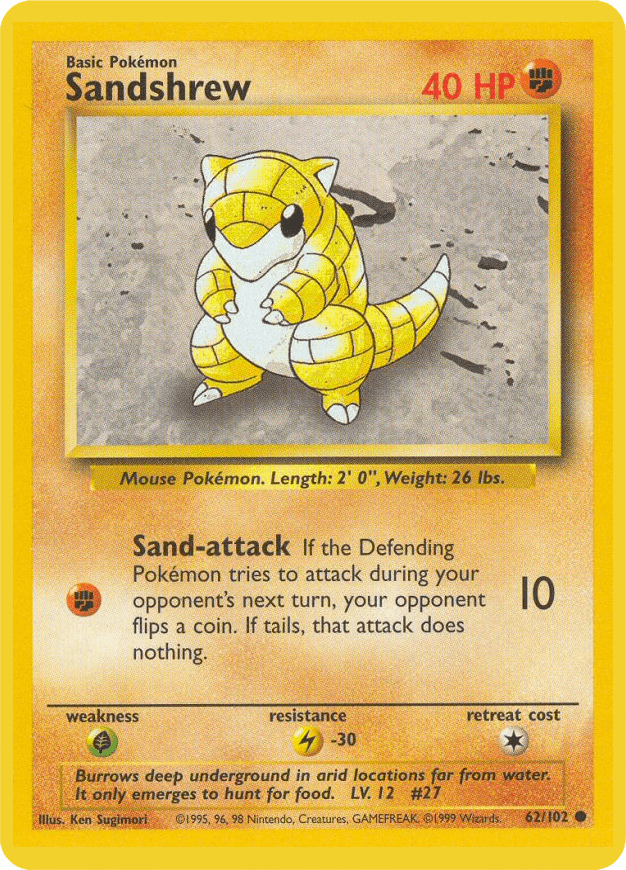 Basic Pokémon
Sandshrew 40 HP
Mouse Pokémon. Length: 2' 0", Weight: 26 lbs.
Sand-attack If the Defending
Pokémon tries to attack during your
opponent's next turn, your opponent
flips a coin. If tails, that attack does
nothing.
10
weakness resistance retreat cost
-30
Burrows deep underground in arid locations far from water.
It only emerges to hunt for food. LV. 12 #27
Illus. Ken Sugimori ©1995, 96, 98 Nintendo, Creatures, GAMEFREAK. ©1999 Wizards. 62/102